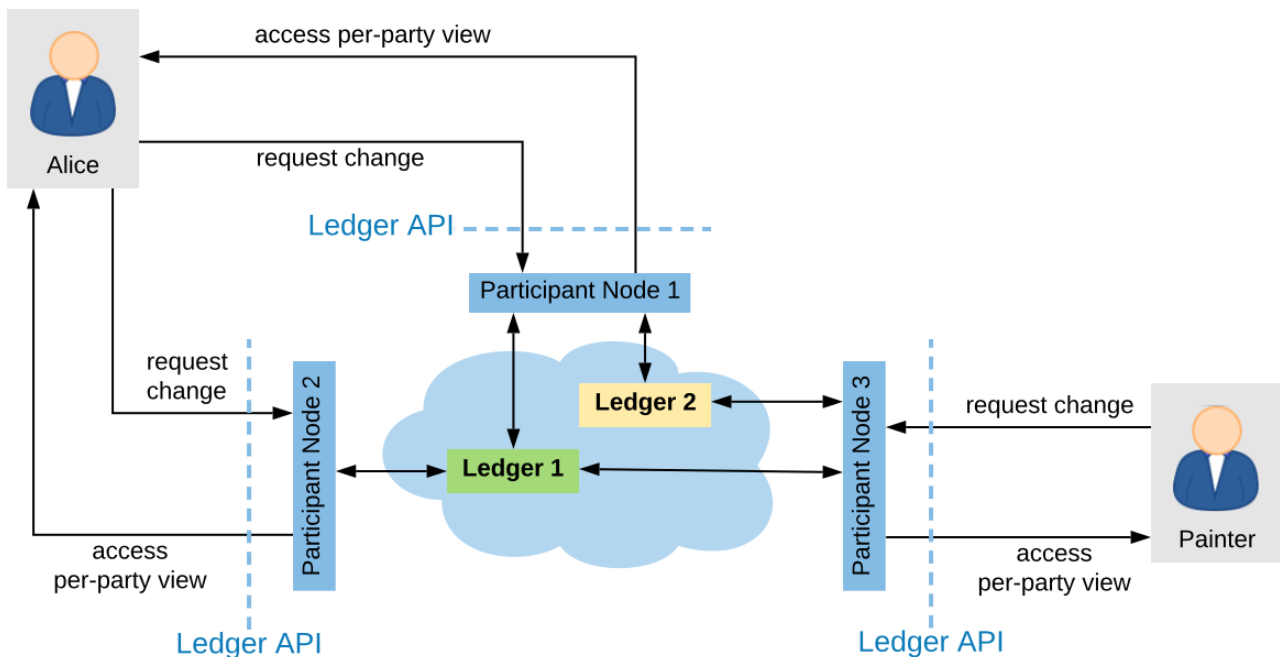 access per-party view
Alice
request change
Ledger API
Participant Node 1
request
change
Participant Node 2
Ledger 2
Ledger 1
Participant Node 3
request change
Painter
access
per-party view
access
per-party view
Ledger API
Ledger API